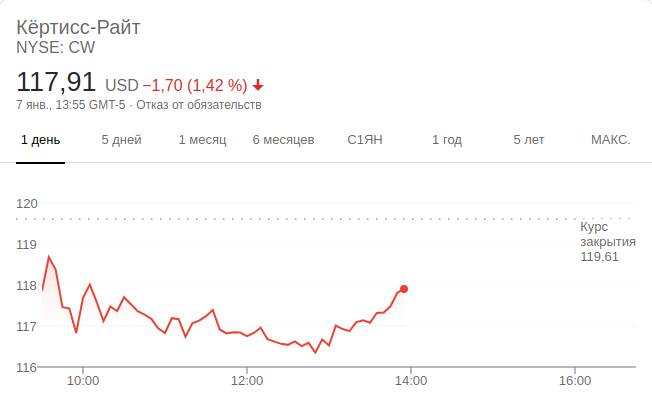 Кёртисс-Райт
NYSE: CW
117,91 USD −1,70 (1,42 %)
7 янв., 13:55 GMT-5 · Отказ от обязательств
1 день 5 дней 1 месяц 6 месяцев С1ЯН 1 год 5 лет МАКС.
120
Курс
закрытия
119,61
119
118
117
116
10:00 12:00 14:00 16:00